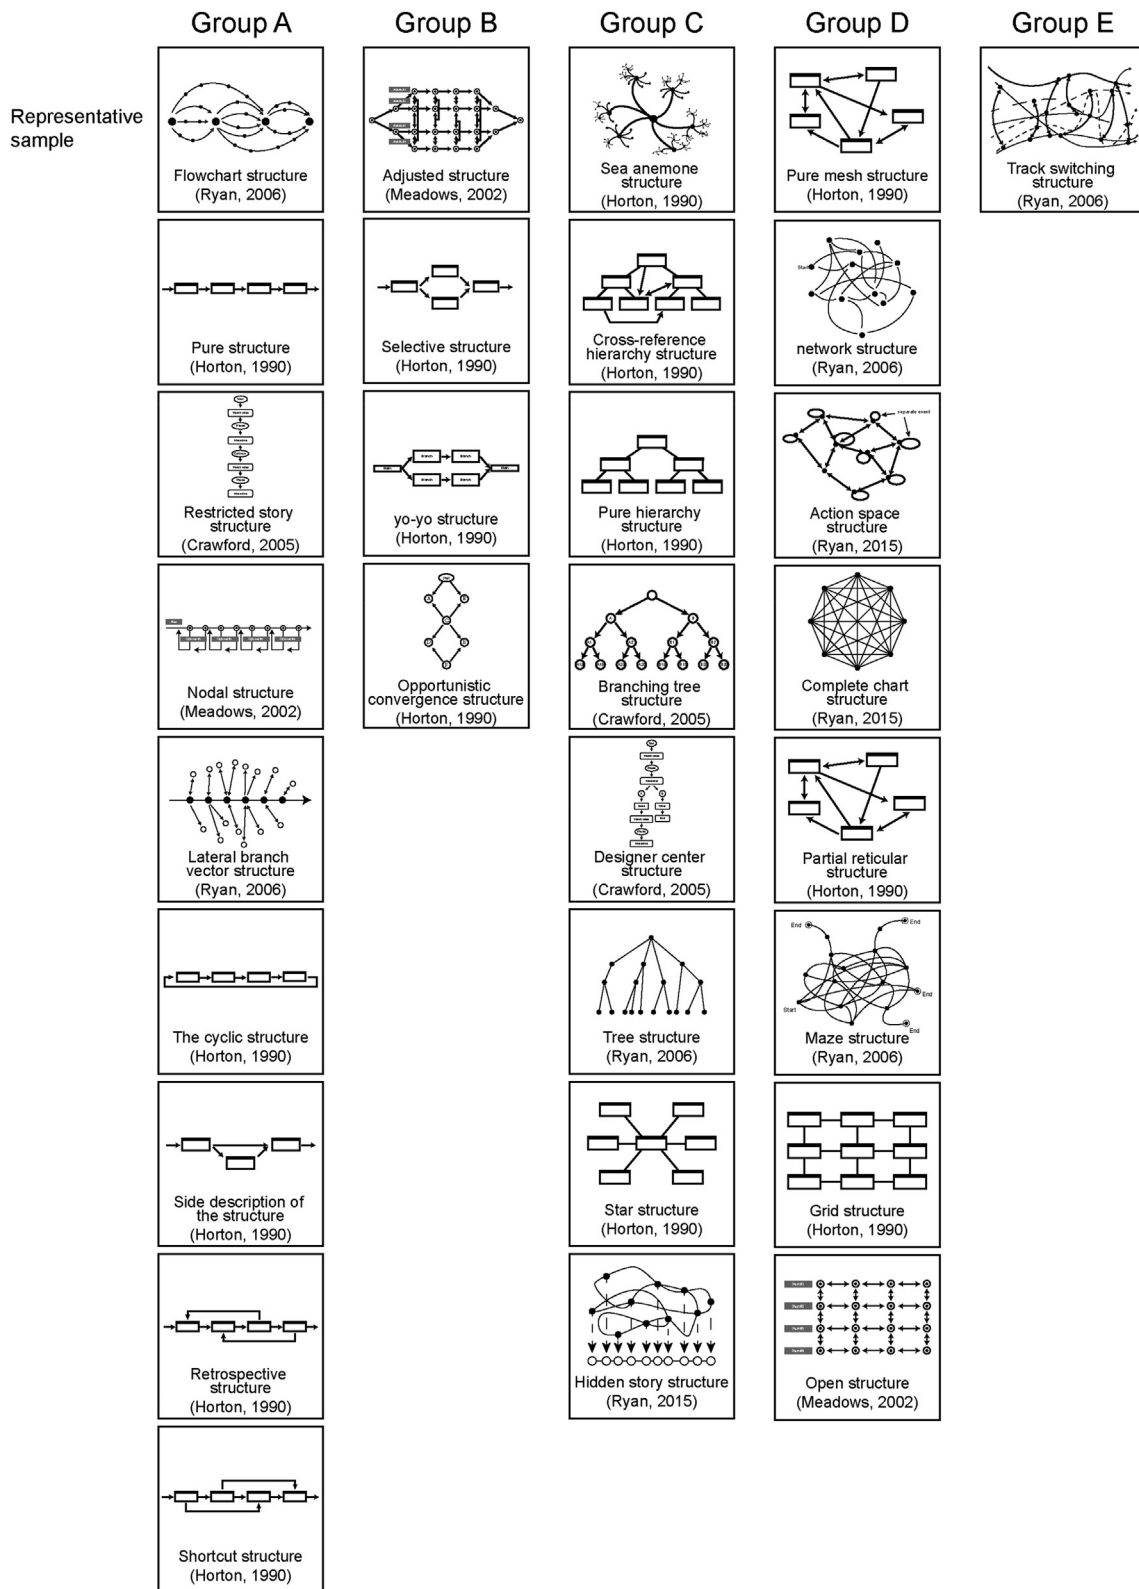 Group A
Group B
Group C
Group D
Group E
Representative
sample
Flowchart structure
(Ryan, 2006)
Adjusted structure
(Meadows, 2002)
Sea anemone
structure
(Horton, 1990)
Pure mesh structure
(Horton, 1990)
Track switching
structure
(Ryan, 2006)
Pure structure
(Horton, 1990)
Selective structure
(Horton, 1990)
Cross-reference
hierarchy structure
(Horton, 1990)
Start
network structure
(Ryan, 2006)
Restricted story
structure
(Crawford, 2005)
Main
Branch
Branch
Branch
Branch
Main
yo-yo structure
(Horton, 1990)
Pure hierarchy
structure
(Horton, 1990)
separate event
Action space
structure
(Ryan, 2015)
Nodal structure
(Meadows, 2002)
Opportunistic
convergence structure
(Horton, 1990)
Branching tree
structure
(Crawford, 2005)
Complete chart
structure
(Ryan, 2015)
Lateral branch
vector structure
(Ryan, 2006)
Designer center
structure
(Crawford, 2005)
Partial reticular
structure
(Horton, 1990)
The cyclic structure
(Horton, 1990)
Tree structure
(Ryan, 2006)
End
End
End
Start
End
Maze structure
(Ryan, 2006)
Side description of
the structure
(Horton, 1990)
Star structure
(Horton, 1990)
Grid structure
(Horton, 1990)
Retrospective
structure
(Horton, 1990)
Hidden story structure
(Ryan, 2015)
Open structure
(Meadows, 2002)
Shortcut structure
(Horton, 1990)